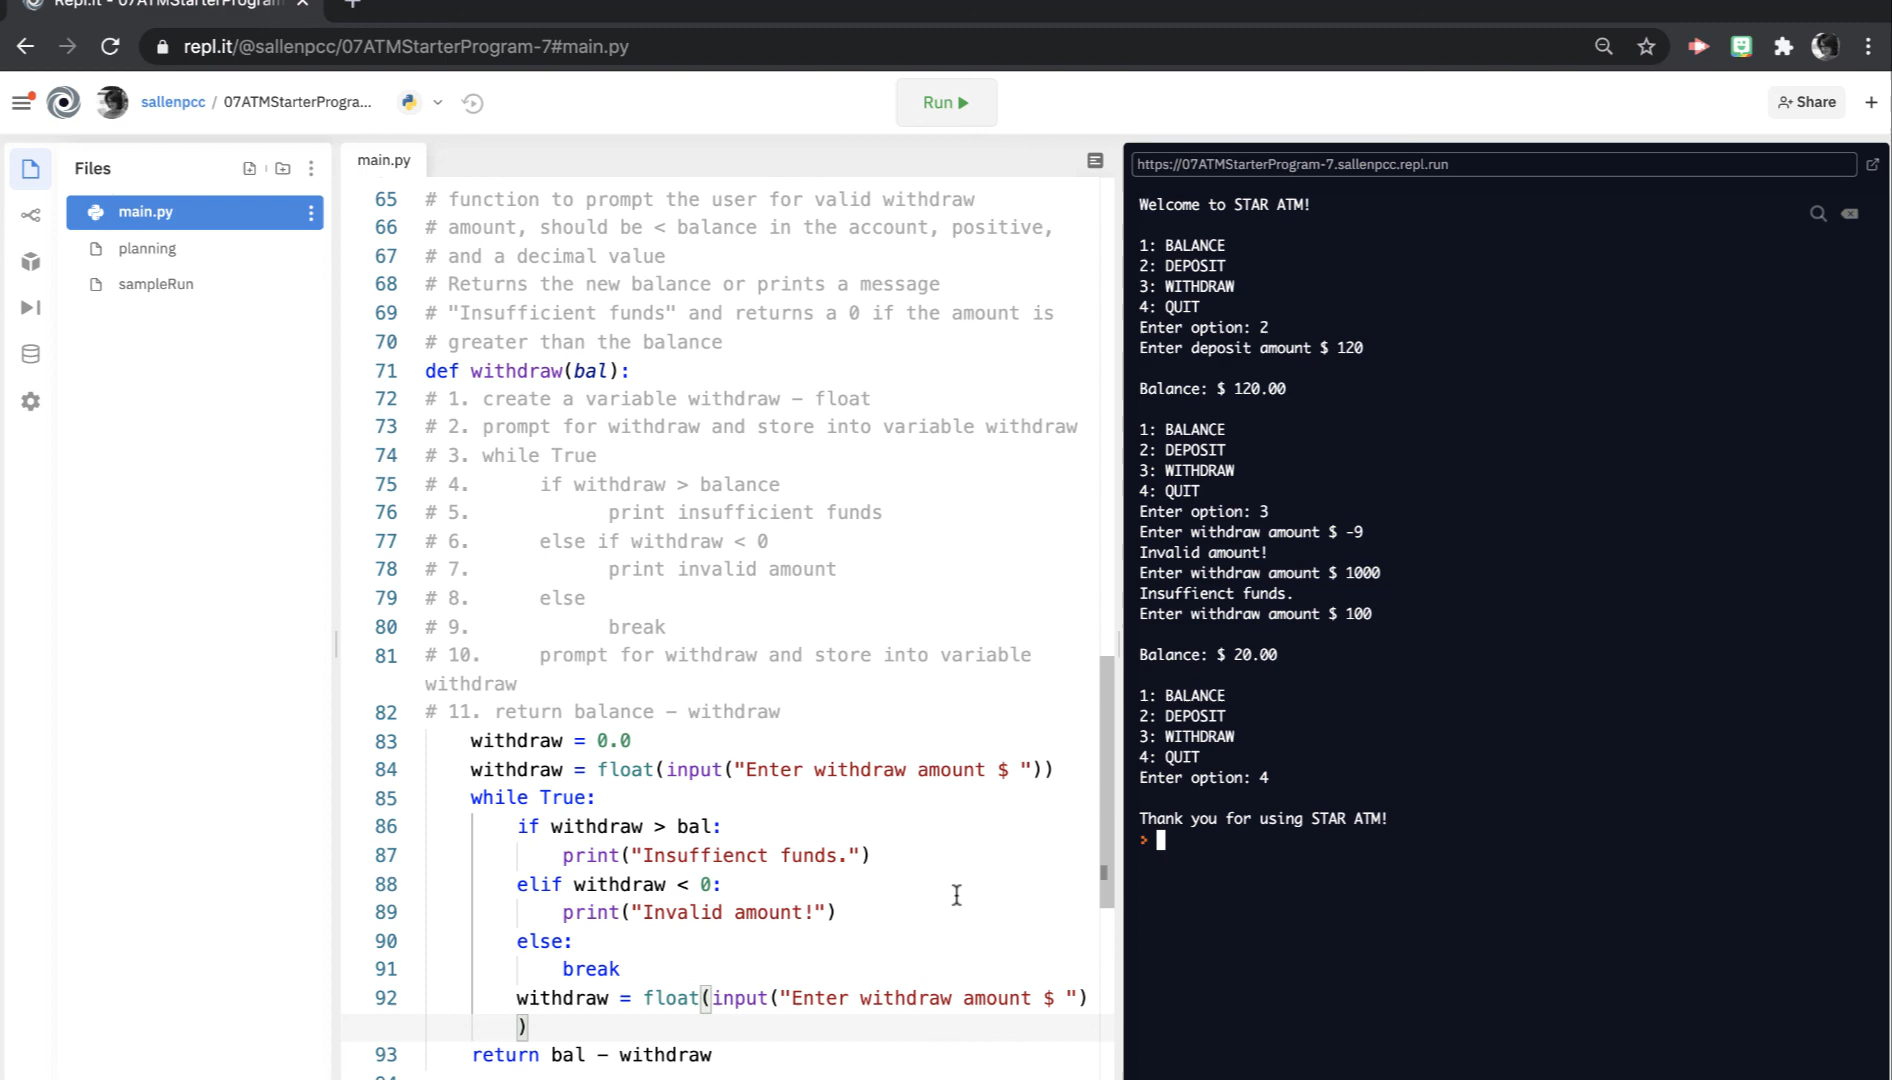 Repl.it - 07ATMStarterProgram
repl.it/@sallenpcc/07ATMStarterProgram-7#main.py
sallenpcc / 07ATMStarterProgra...
Run
Share
Files
main.py
planning
sampleRun
main.py
65 # function to prompt the user for valid withdraw
66 # amount, should be < balance in the account, positive,
67 # and a decimal value
68 # Returns the new balance or prints a message
69 # "Insufficient funds" and returns a 0 if the amount is
70 # greater than the balance
71 def withdraw(bal):
72 # 1. create a variable withdraw – float
73 # 2. prompt for withdraw and store into variable withdraw
74 # 3. while True
75 # 4.      if withdraw > balance
76 # 5.            print insufficient funds
77 # 6.      else if withdraw < 0
78 # 7.            print invalid amount
79 # 8.      else
80 # 9.            break
81 # 10.     prompt for withdraw and store into variable
withdraw
82 # 11. return balance – withdraw
83     withdraw = 0.0
84     withdraw = float(input("Enter withdraw amount $ "))
85     while True:
86         if withdraw > bal:
87             print("Insuffienct funds.")
88         elif withdraw < 0:
89             print("Invalid amount!")
90         else:
91             break
92         withdraw = float(input("Enter withdraw amount $ ")
)
93     return bal – withdraw
https://07ATMStarterProgram-7.sallenpcc.repl.run
Welcome to STAR ATM!
1: BALANCE
2: DEPOSIT
3: WITHDRAW
4: QUIT
Enter option: 2
Enter deposit amount $ 120
Balance: $ 120.00
1: BALANCE
2: DEPOSIT
3: WITHDRAW
4: QUIT
Enter option: 3
Enter withdraw amount $ -9
Invalid amount!
Enter withdraw amount $ 1000
Insuffienct funds.
Enter withdraw amount $ 100
Balance: $ 20.00
1: BALANCE
2: DEPOSIT
3: WITHDRAW
4: QUIT
Enter option: 4
Thank you for using STAR ATM!
>